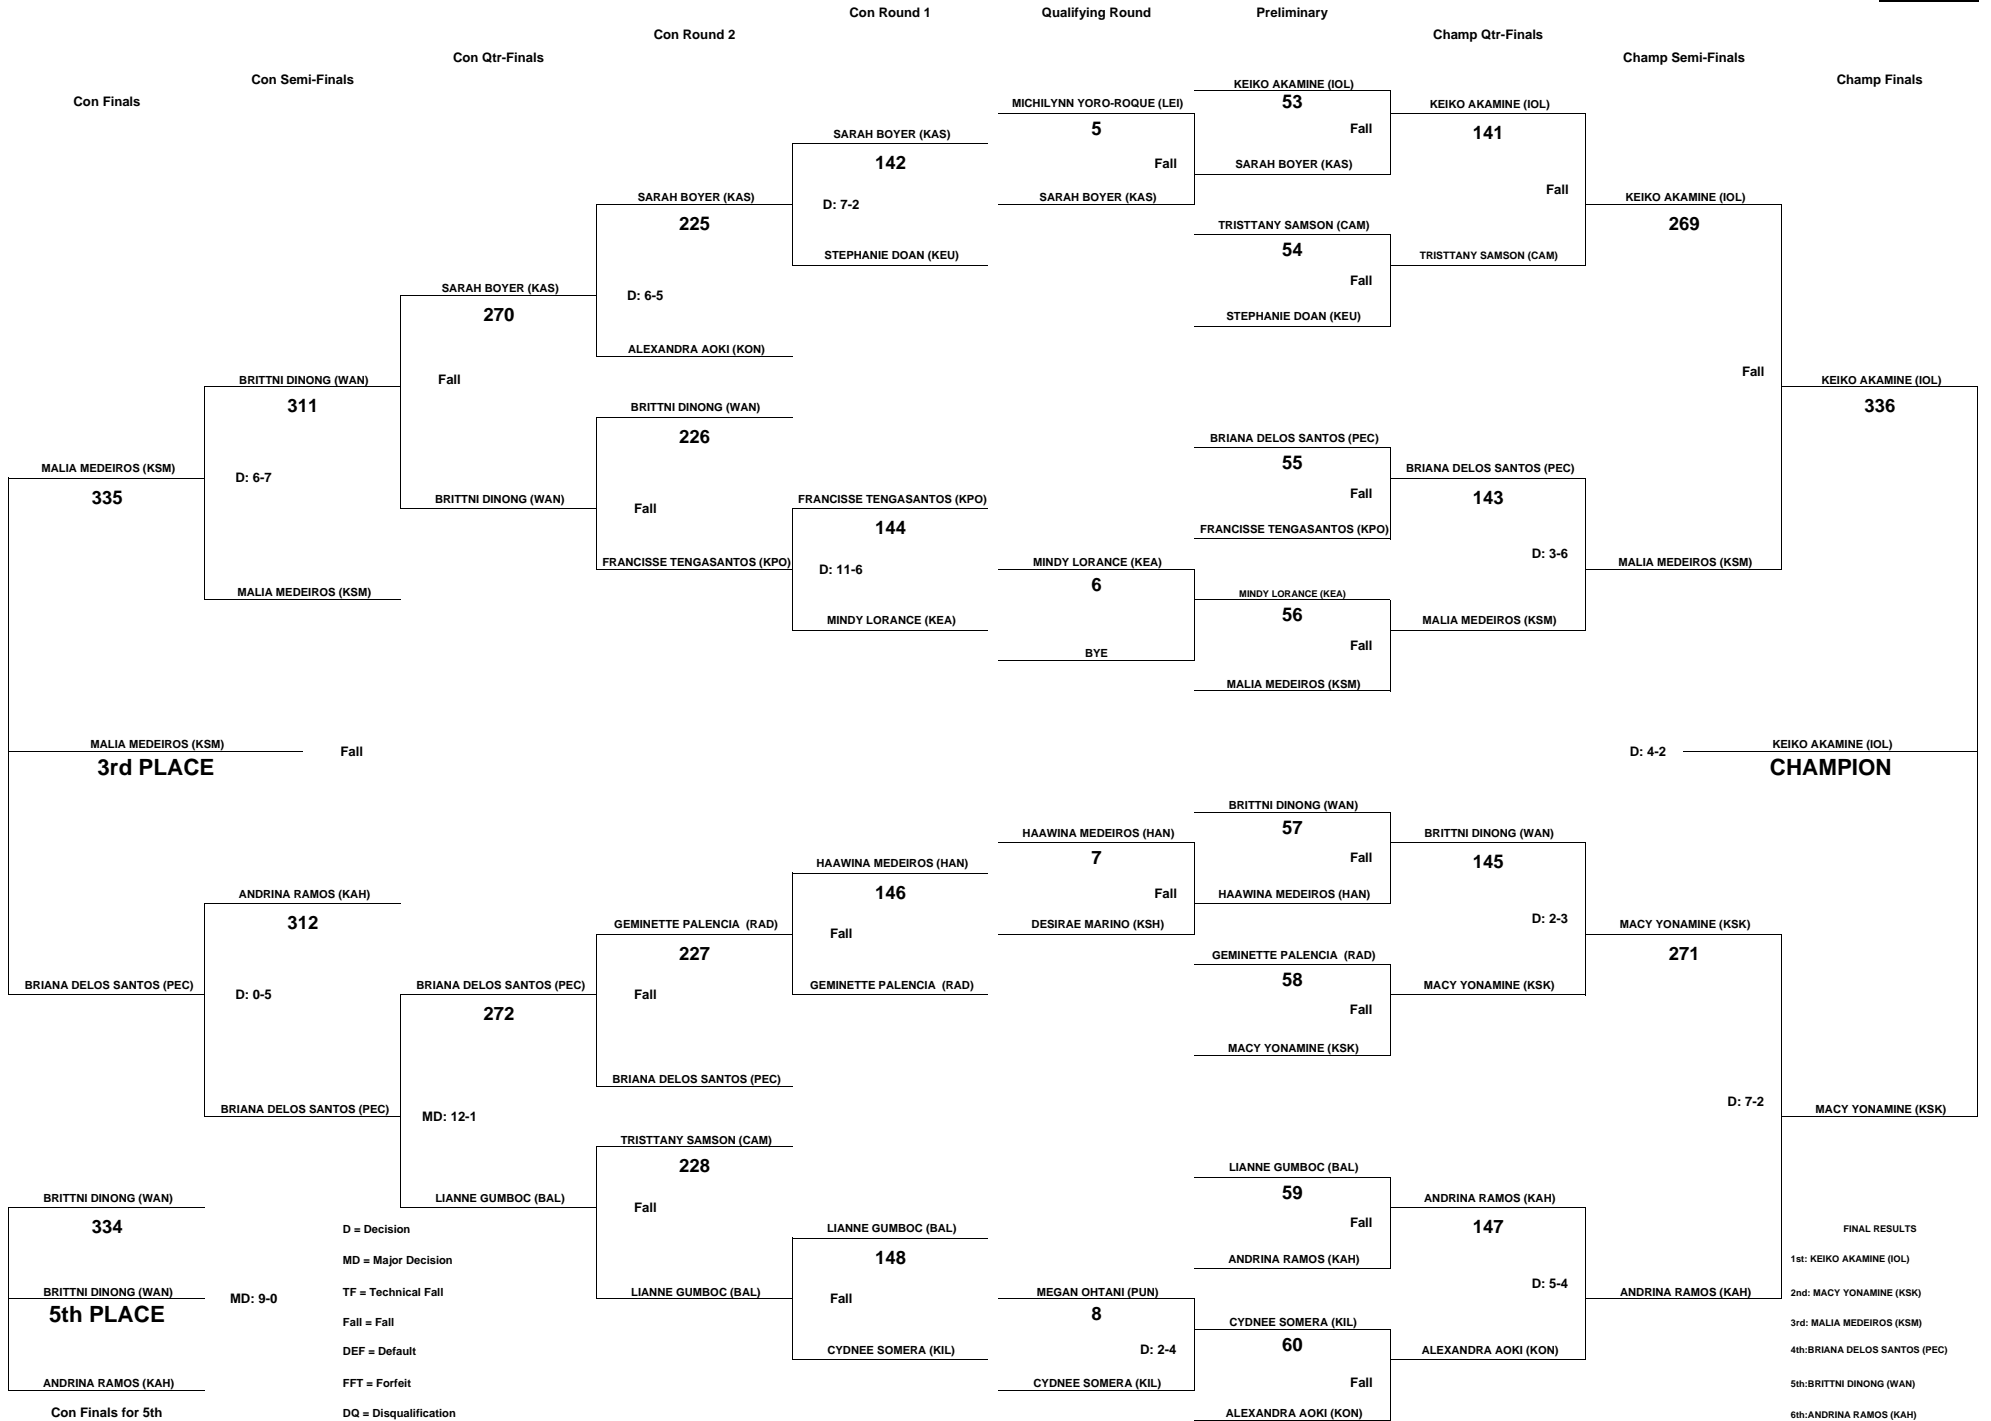 Con Round 1 Qualifying Round Preliminary
Con Round 2 Champ Qtr-Finals
Con Qtr-Finals Champ Semi-Finals
Con Semi-Finals Champ Finals
Con Finals
KEIKO AKAMINE (IOL)
MICHILYNN YORO-ROQUE (LEI) 53 KEIKO AKAMINE (IOL)
SARAH BOYER (KAS) 5 Fall 141
142 Fall SARAH BOYER (KAS)
Fall
SARAH BOYER (KAS) D: 7-2 SARAH BOYER (KAS) KEIKO AKAMINE (IOL)
225 TRISTTANY SAMSON (CAM) 269
STEPHANIE DOAN (KEU) 54 TRISTTANY SAMSON (CAM)
Fall
SARAH BOYER (KAS) D: 6-5
270 STEPHANIE DOAN (KEU)
ALEXANDRA AOKI (KON)
Fall
BRITTNI DINONG (WAN) Fall KEIKO AKAMINE (IOL)
311 BRITTNI DINONG (WAN) 336
226 BRIANA DELOS SANTOS (PEC)
MALIA MEDEIROS (KSM) D: 6-7 55 BRIANA DELOS SANTOS (PEC)
335 BRITTNI DINONG (WAN) Fall FRANCISSE TENGASANTOS (KPO) Fall 143
144 FRANCISSE TENGASANTOS (KPO)
D: 3-6
FRANCISSE TENGASANTOS (KPO) D: 11-6 MINDY LORANCE (KEA) MALIA MEDEIROS (KSM)
MALIA MEDEIROS (KSM) 6 MINDY LORANCE (KEA)
MINDY LORANCE (KEA) 56 MALIA MEDEIROS (KSM)
BYE Fall
MALIA MEDEIROS (KSM)
MALIA MEDEIROS (KSM) Fall D: 4-2 KEIKO AKAMINE (IOL)
3rd PLACE CHAMPION
BRITTNI DINONG (WAN)
HAAWINA MEDEIROS (HAN) 57 BRITTNI DINONG (WAN)
HAAWINA MEDEIROS (HAN) 7 Fall 145
ANDRINA RAMOS (KAH) 146 Fall HAAWINA MEDEIROS (HAN)
312 GEMINETTE PALENCIA (RAD) Fall DESIRAE MARINO (KSH) D: 2-3 MACY YONAMINE (KSK)
227 GEMINETTE PALENCIA (RAD) 271
BRIANA DELOS SANTOS (PEC) D: 0-5 BRIANA DELOS SANTOS (PEC) Fall GEMINETTE PALENCIA (RAD) 58 MACY YONAMINE (KSK)
272 Fall
MACY YONAMINE (KSK)
BRIANA DELOS SANTOS (PEC)
BRIANA DELOS SANTOS (PEC) MD: 12-1 D: 7-2 MACY YONAMINE (KSK)
TRISTTANY SAMSON (CAM)
228 LIANNE GUMBOC (BAL)
BRITTNI DINONG (WAN) LIANNE GUMBOC (BAL) Fall 59 ANDRINA RAMOS (KAH)
334 D = Decision LIANNE GUMBOC (BAL) Fall 147 FINAL RESULTS
MD = Major Decision 148 ANDRINA RAMOS (KAH) 1st: KEIKO AKAMINE (IOL)
D: 5-4
BRITTNI DINONG (WAN) MD: 9-0 TF = Technical Fall LIANNE GUMBOC (BAL) Fall MEGAN OHTANI (PUN) ANDRINA RAMOS (KAH) 2nd: MACY YONAMINE (KSK)
5th PLACE Fall = Fall 8 CYDNEE SOMERA (KIL) 3rd: MALIA MEDEIROS (KSM)
DEF = Default CYDNEE SOMERA (KIL) D: 2-4 60 ALEXANDRA AOKI (KON) 4th:BRIANA DELOS SANTOS (PEC)
ANDRINA RAMOS (KAH) FFT = Forfeit CYDNEE SOMERA (KIL) Fall 5th:BRITTNI DINONG (WAN)
Con Finals for 5th DQ = Disqualification ALEXANDRA AOKI (KON) 6th:ANDRINA RAMOS (KAH)